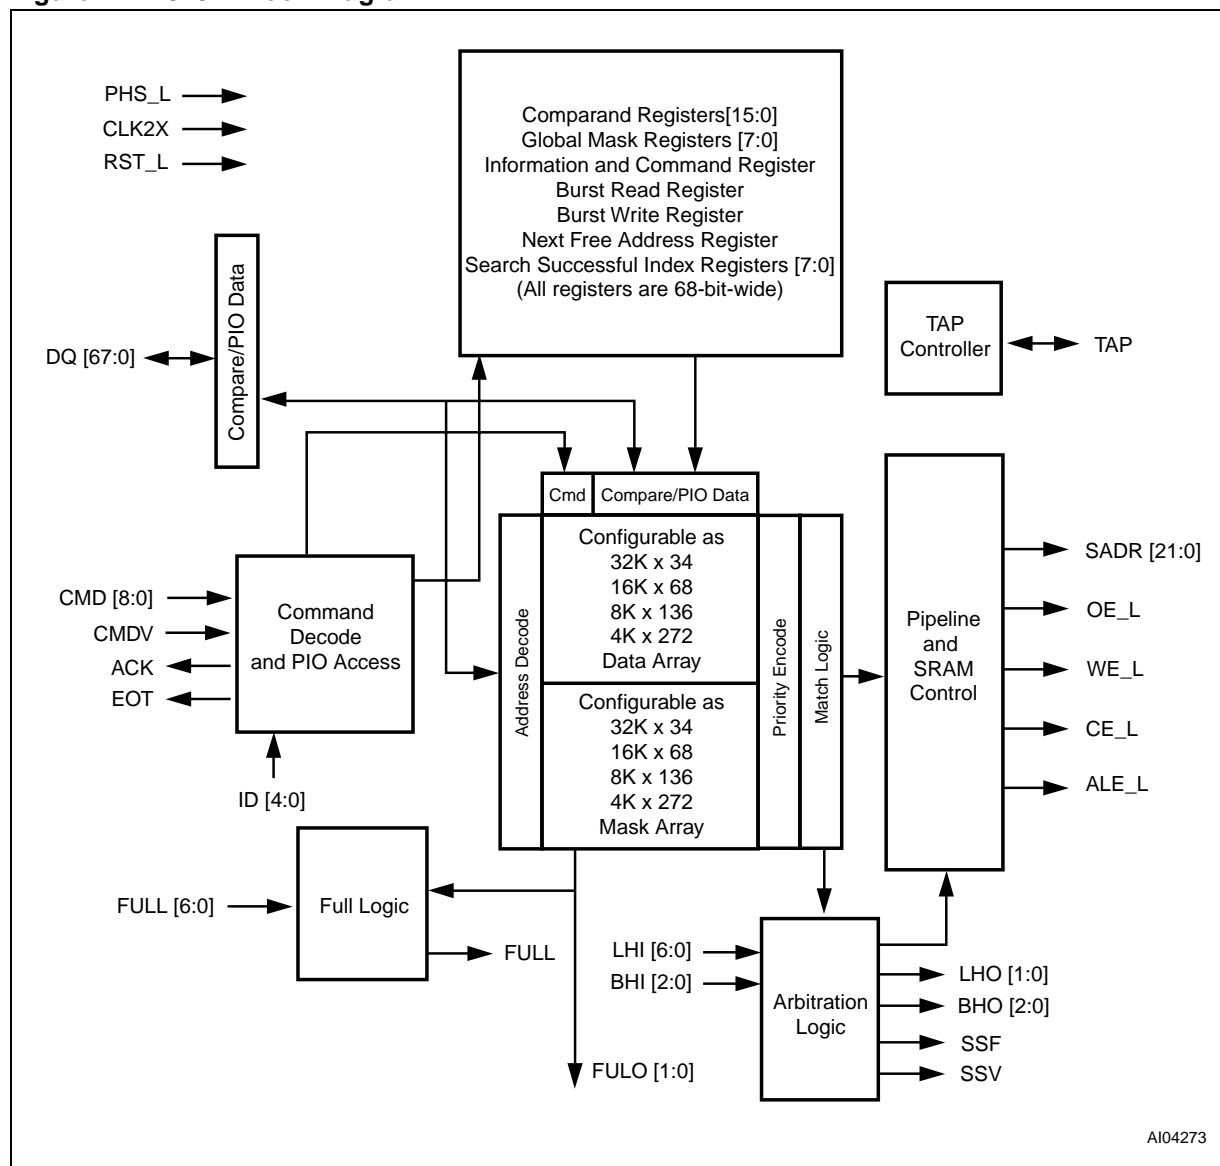 PHS_L
CLK2X
RST_L
Comparand Registers[15:0]
Global Mask Registers [7:0]
Information and Command Register
Burst Read Register
Burst Write Register
Next Free Address Register
Search Successful Index Registers [7:0]
(All registers are 68-bit-wide)
Compare/PIO Data
DQ [67:0]
TAP
Controller
TAP
Cmd
Compare/PIO Data
Address Decode
Configurable as
32K x 34
16K x 68
8K x 136
4K x 272
Data Array
Configurable as
32K x 34
16K x 68
8K x 136
4K x 272
Mask Array
Priority Encode
Match Logic
Pipeline
and
SRAM
Control
SADR [21:0]
OE_L
WE_L
CE_L
ALE_L
CMD [8:0]
CMDV
ACK
EOT
Command
Decode
and PIO Access
ID [4:0]
FULL [6:0]
Full Logic
FULL
FULO [1:0]
LHI [6:0]
BHI [2:0]
Arbitration
Logic
LHO [1:0]
BHO [2:0]
SSF
SSV
AI04273